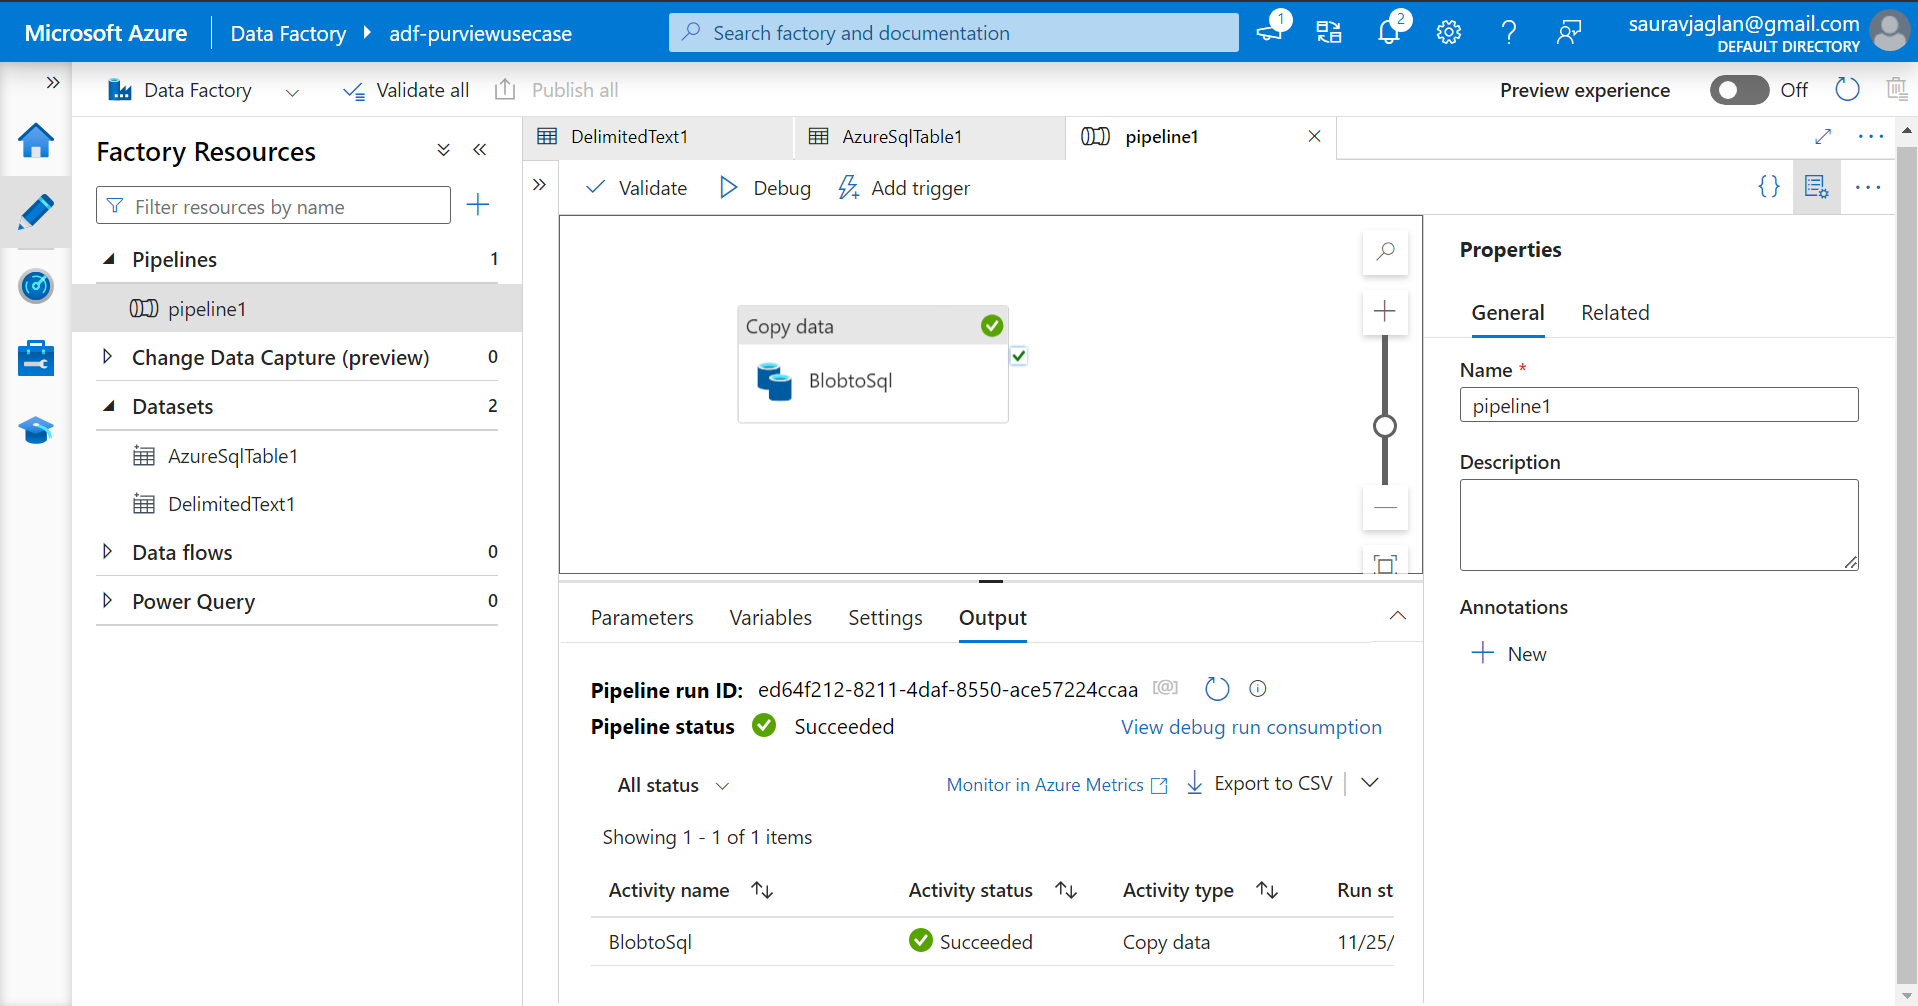 Microsoft Azure
Data Factory
adf-purviewusecase
Search factory and documentation
1
2
sauravjaglan@gmail.com
DEFAULT DIRECTORY
Data Factory
Validate all
Publish all
Preview experience
Off
Factory Resources
Filter resources by name
Pipelines 1
pipeline1
Change Data Capture (preview) 0
Datasets 2
AzureSqlTable1
DelimitedText1
Data flows 0
Power Query 0
DelimitedText1
AzureSqlTable1
pipeline1
Validate
Debug
Add trigger
{}
Copy data
BlobtoSql
Parameters
Variables
Settings
Output
Pipeline run ID: ed64f212-8211-4daf-8550-ace57224ccaa [@]
Pipeline status Succeeded
View debug run consumption
All status
Monitor in Azure Metrics
Export to CSV
Showing 1 - 1 of 1 items
Activity name Activity status Activity type Run st
BlobtoSql Succeeded Copy data 11/25/
Properties
General Related
Name *
pipeline1
Description
Annotations
New